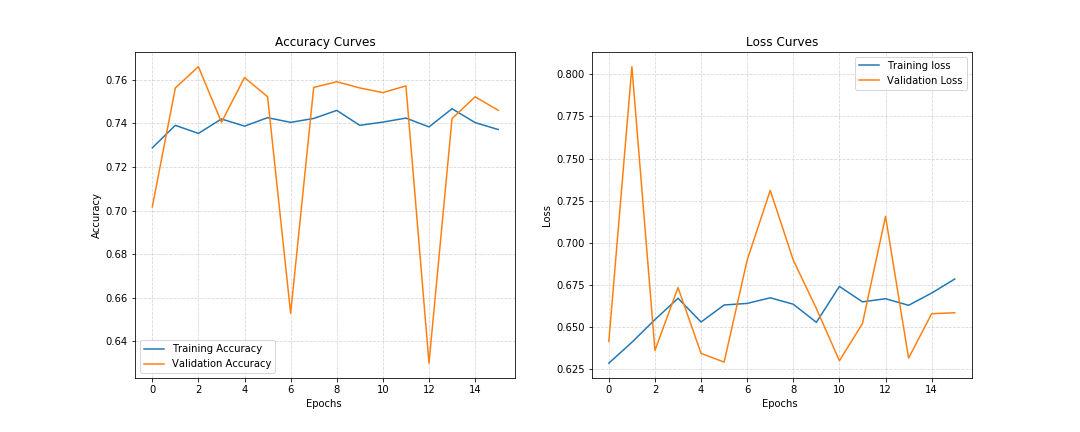 Accuracy Curves
Accuracy
0.76
0.74
0.72
0.70
0.68
0.66
0.64
Training Accuracy
Validation Accuracy
0 2 4 6 8 10 12 14
Epochs
Loss Curves
Loss
0.800
0.775
0.750
0.725
0.700
0.675
0.650
0.625
Training loss
Validation Loss
0 2 4 6 8 10 12 14
Epochs